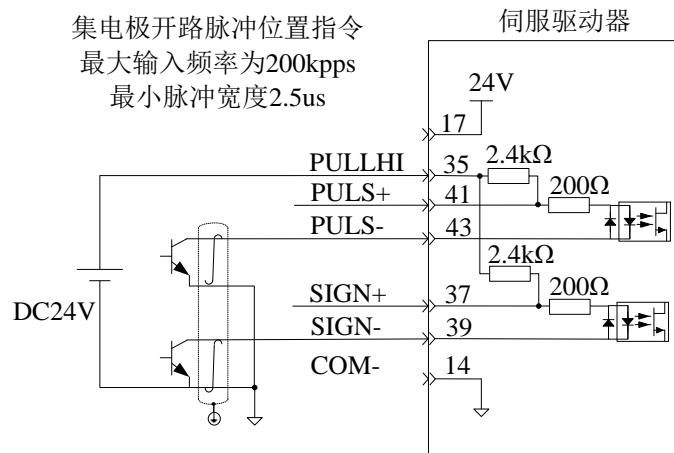 集电极开路脉冲位置指令
最大输入频率为200kpps
最小脉冲宽度2.5us
伺服驱动器
24V
17
PULLHI 35 2.4kΩ
PULS+ 41 200Ω
PULS- 43
2.4kΩ
DC24V
SIGN+ 37 200Ω
SIGN- 39
COM- 14